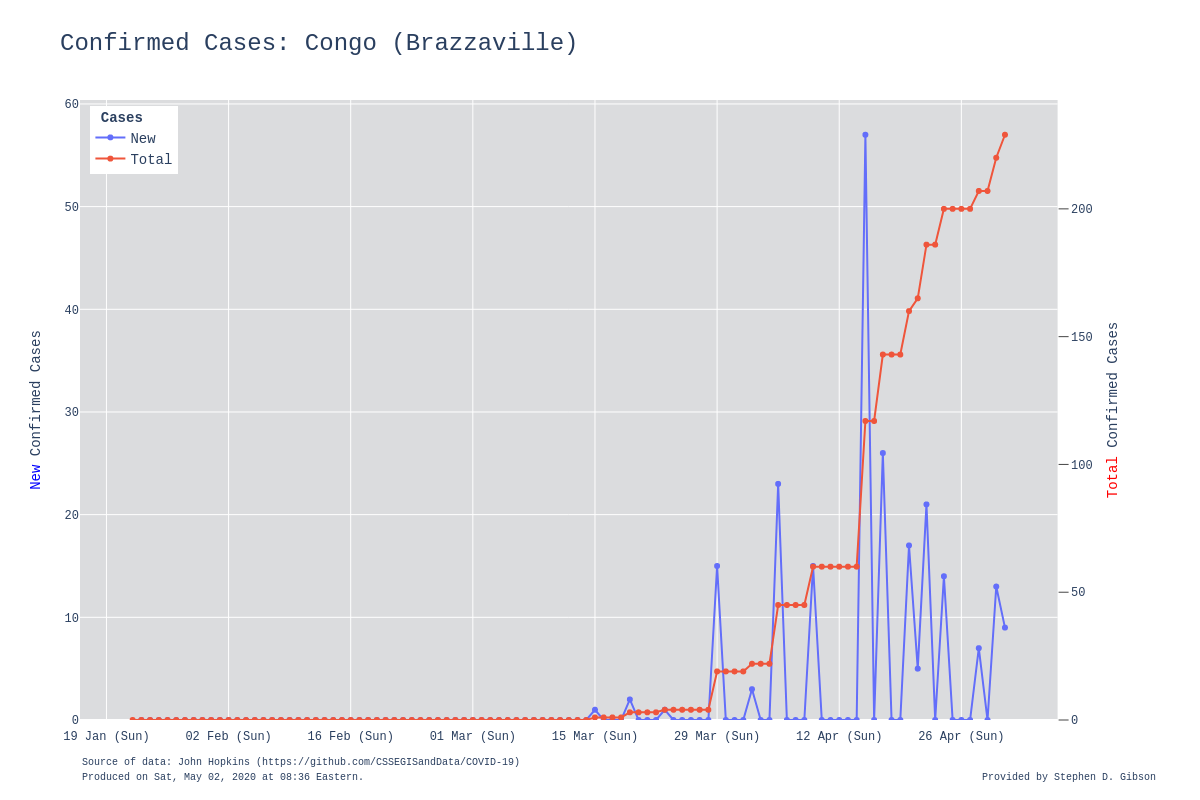 Confirmed Cases: Congo (Brazzaville)
Cases
New
Total
60
50
40
30
20
10
0
200
150
100
50
0
New Confirmed Cases
Total Confirmed Cases
19 Jan (Sun) 02 Feb (Sun) 16 Feb (Sun) 01 Mar (Sun) 15 Mar (Sun) 29 Mar (Sun) 12 Apr (Sun) 26 Apr (Sun)
Source of data: John Hopkins (https://github.com/CSSEGISandData/COVID-19)
Produced on Sat, May 02, 2020 at 08:36 Eastern.
Provided by Stephen D. Gibson